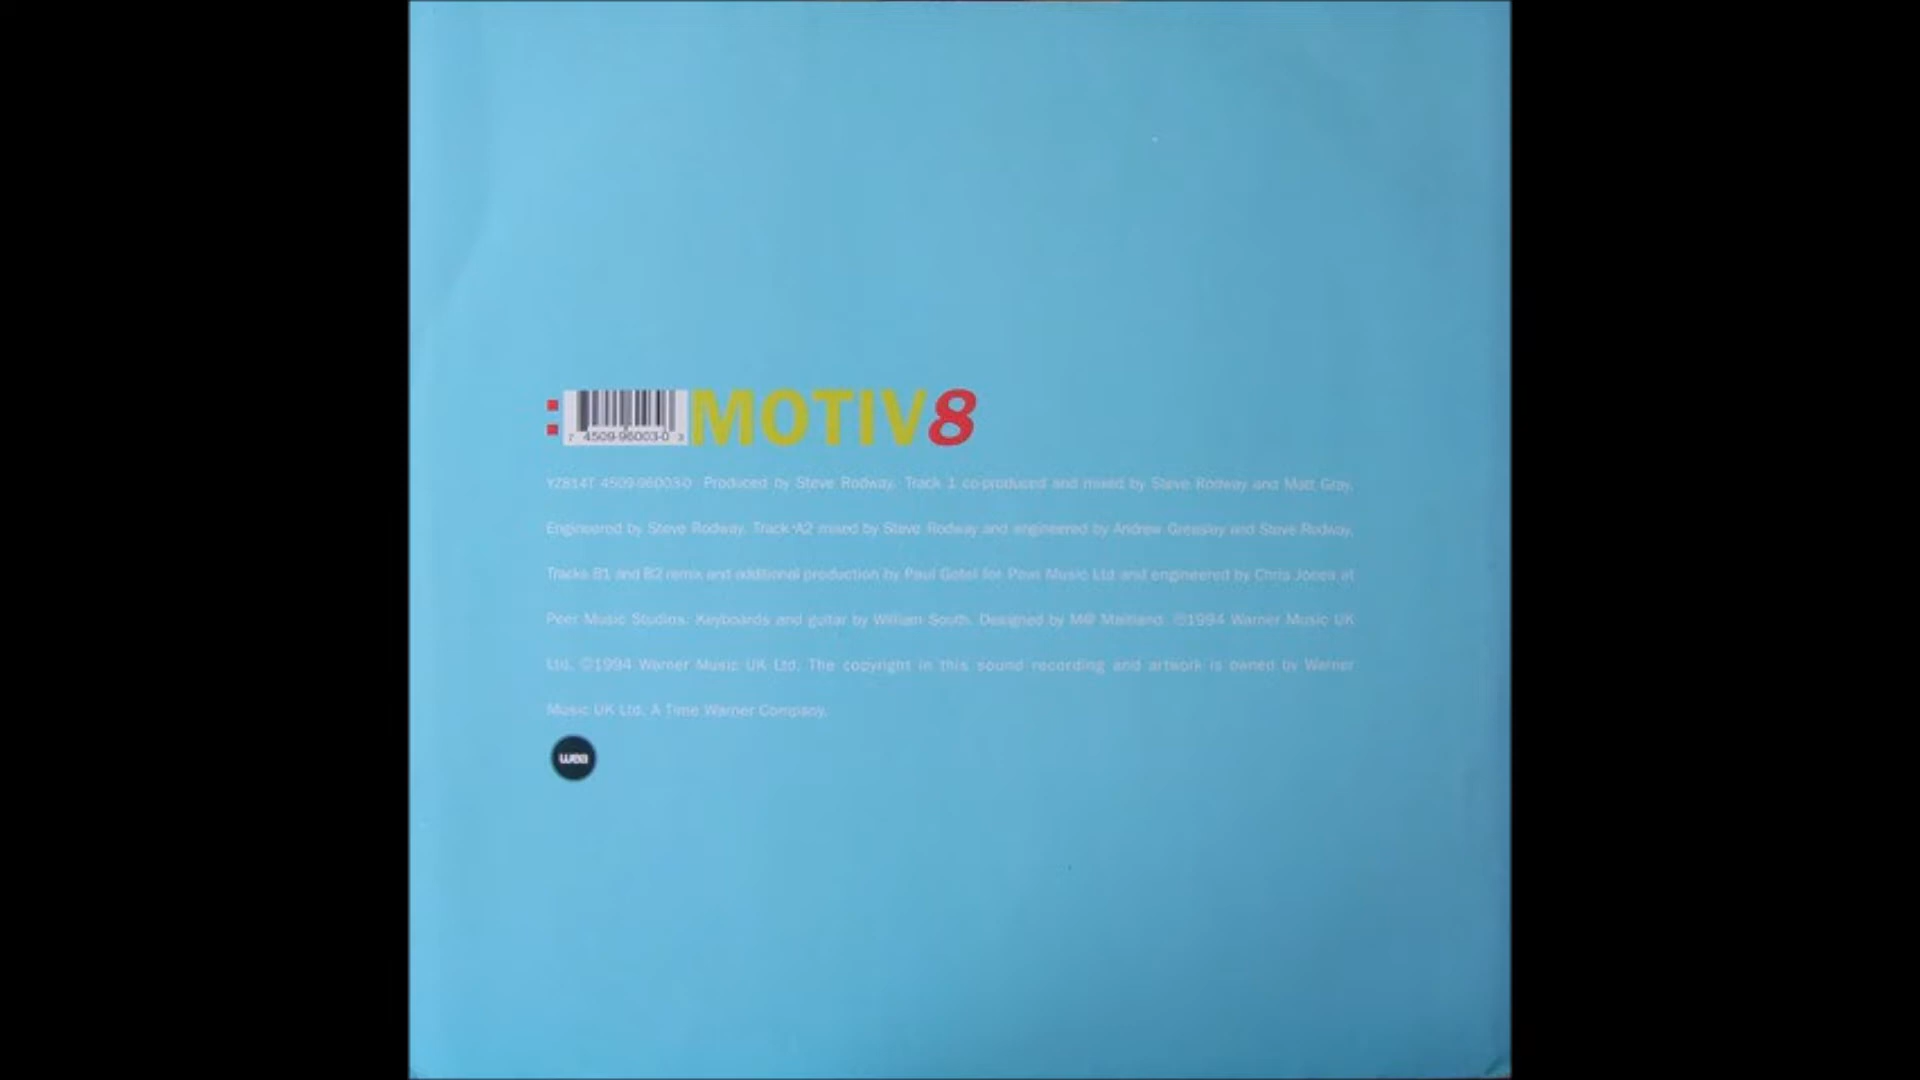 7 4509-96003-0 3
MOTIV8
YZ814T 4509-96003-0 Produced by Steve Rodway. Track 1 co-produced and mixed by Steve Rodway and Matt Gray.
Engineered by Steve Rodway. Track A2 mixed by Steve Rodway and engineered by Andrew Greasley and Steve Rodway.
Tracks B1 and B2 remix and additional production by Paul Gotel for Peer Music Ltd and engineered by Chris Jones at
Peer Music Studios. Keyboards and guitar by William South. Designed by M@ Maitland. ℗1994 Warner Music UK
Ltd. ©1994 Warner Music UK Ltd. The copyright in this sound recording and artwork is owned by Warner
Music UK Ltd. A Time Warner Company.
wea